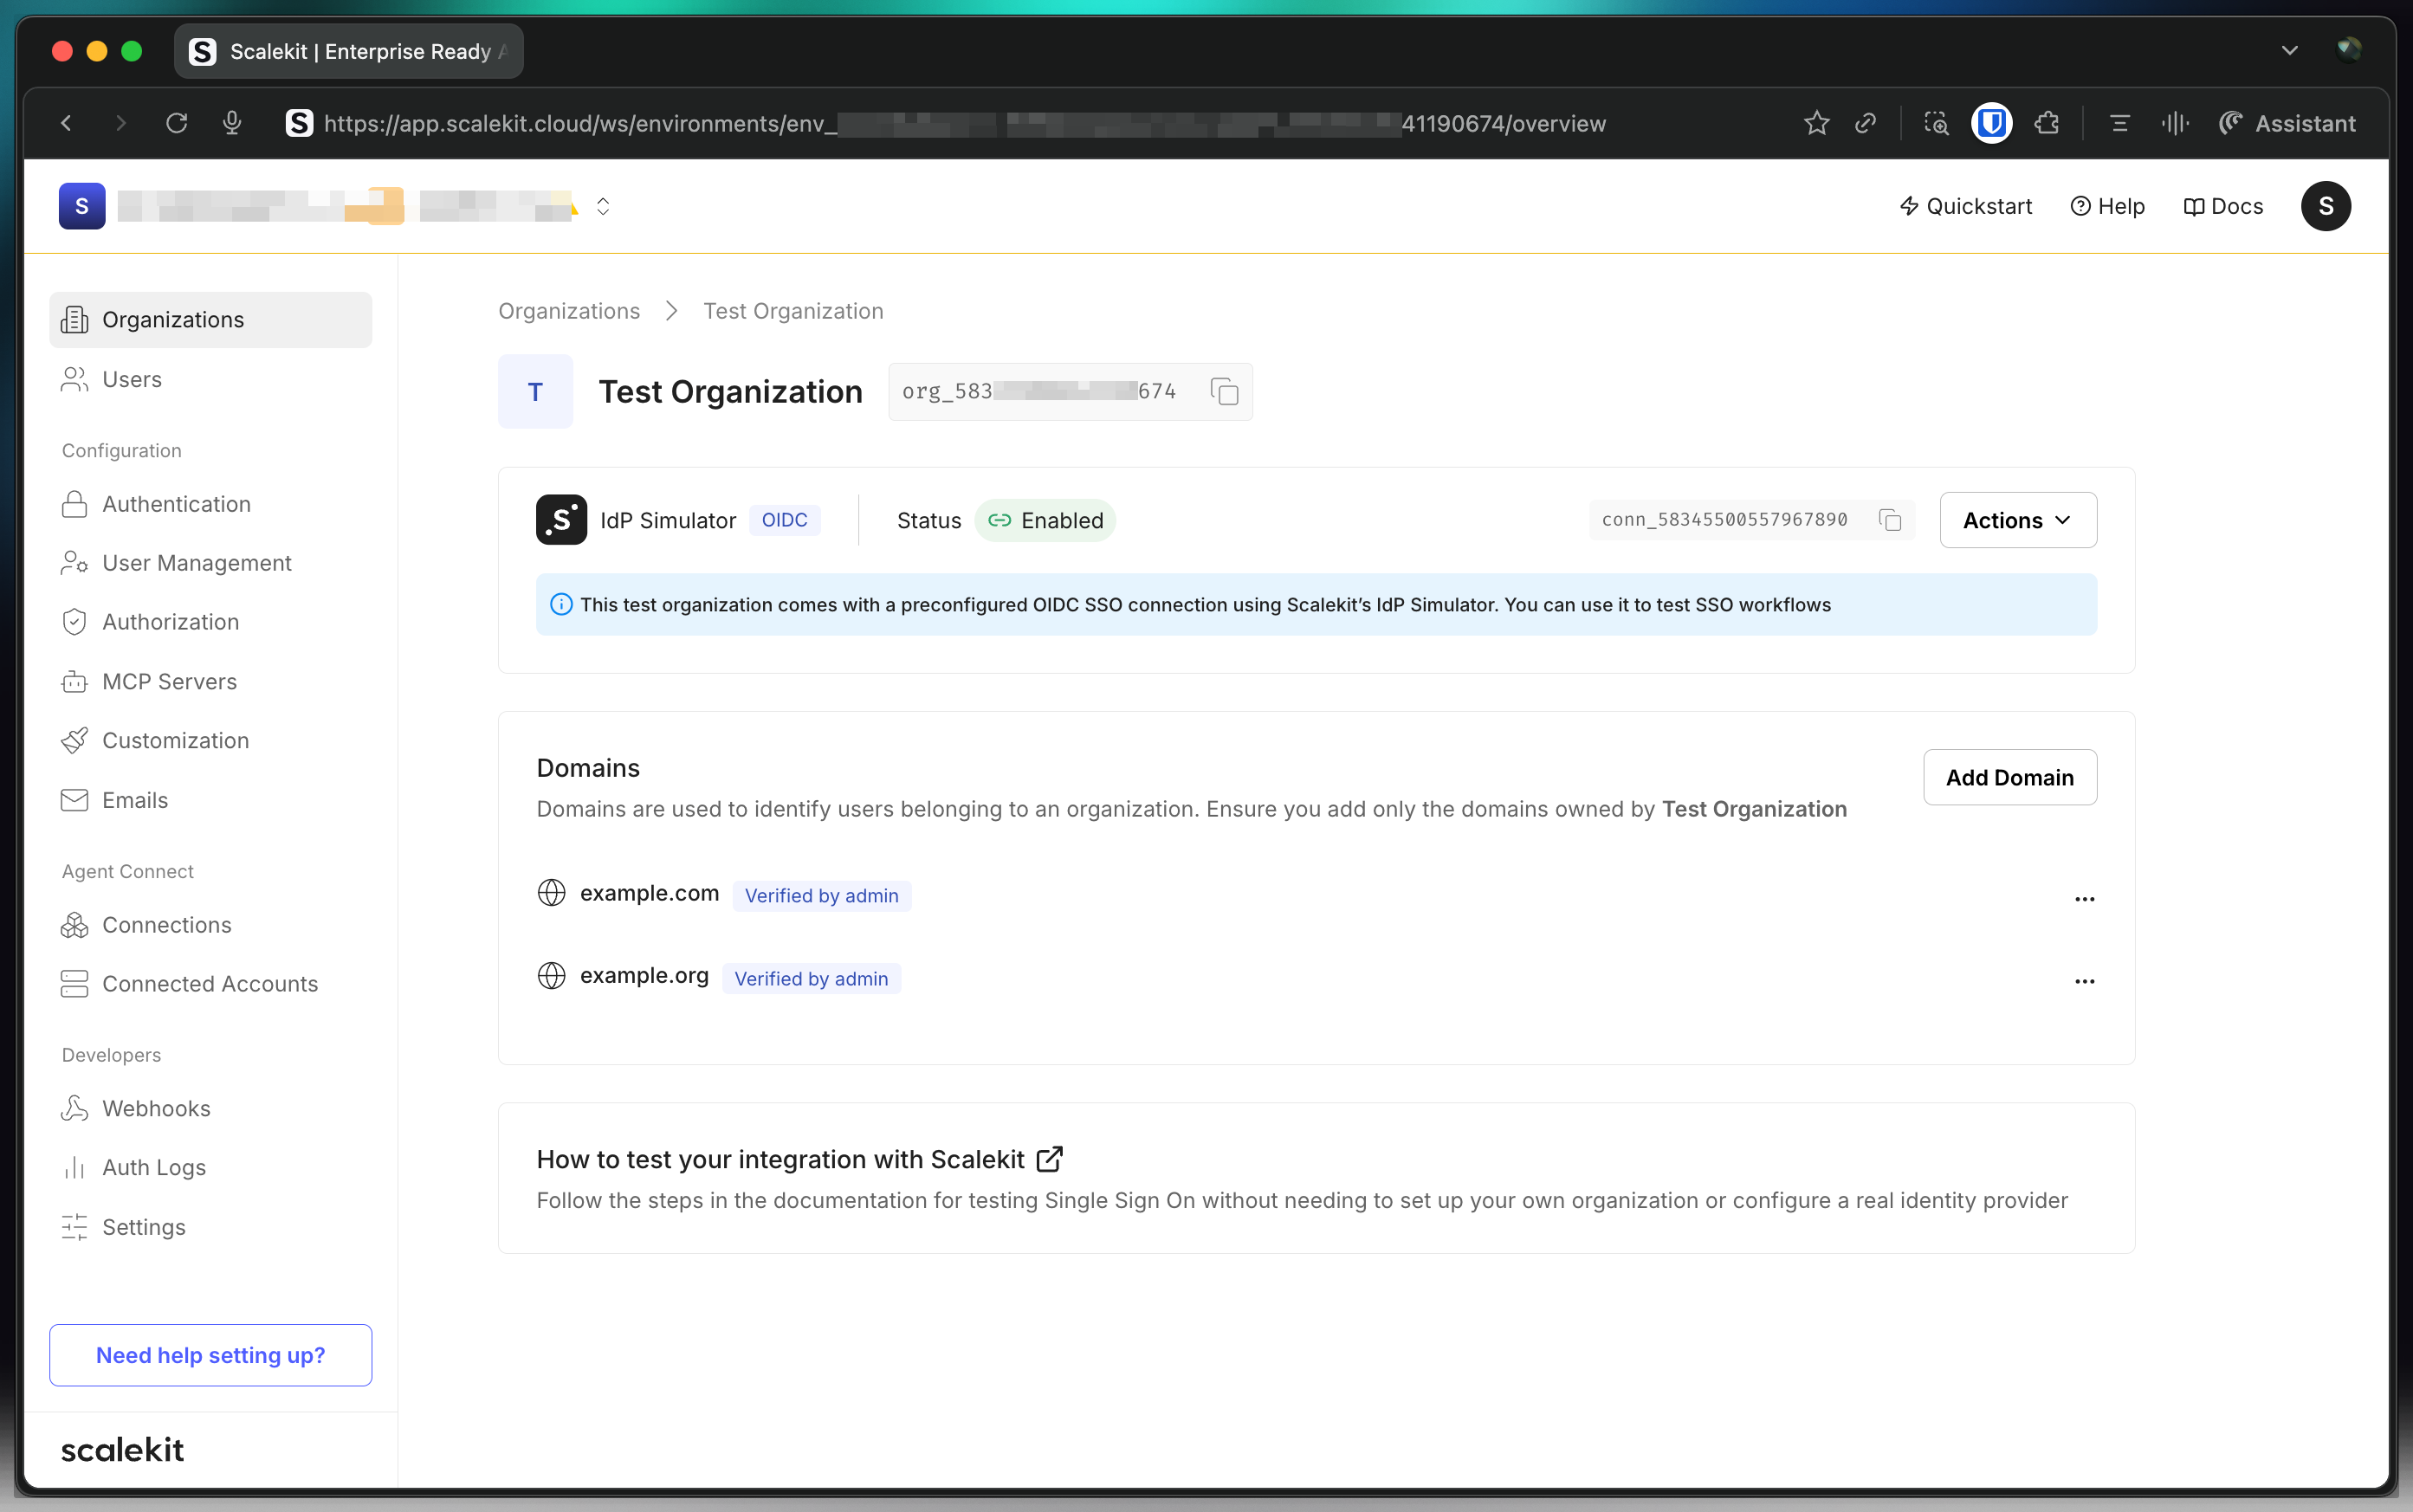 Scalekit | Enterprise Ready A
https://app.scalekit.cloud/ws/environments/env_ 41190674/overview
Assistant
S
Quickstart
Help
Docs
S
Organizations
Users
Configuration
Authentication
User Management
Authorization
MCP Servers
Customization
Emails
Agent Connect
Connections
Connected Accounts
Developers
Webhooks
Auth Logs
Settings
Need help setting up?
scalekit
Organizations > Test Organization
T
Test Organization
org_583 674
IdP Simulator
OIDC
Status
Enabled
conn_58345500557967890
Actions
This test organization comes with a preconfigured OIDC SSO connection using Scalekit’s IdP Simulator. You can use it to test SSO workflows
Domains
Add Domain
Domains are used to identify users belonging to an organization. Ensure you add only the domains owned by Test Organization
example.com
Verified by admin
example.org
Verified by admin
How to test your integration with Scalekit
Follow the steps in the documentation for testing Single Sign On without needing to set up your own organization or configure a real identity provider